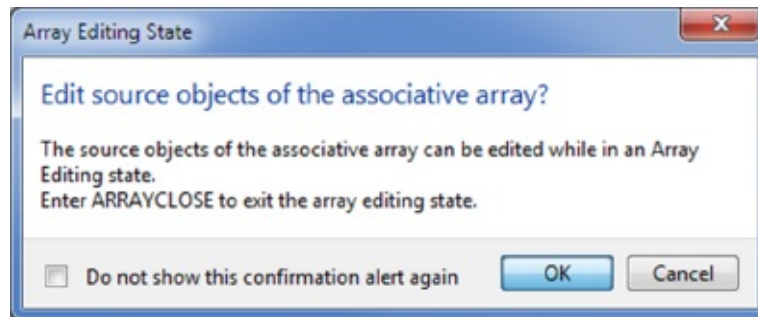 Array Editing State
Edit source objects of the associative array?
The source objects of the associative array can be edited while in an Array
Editing state.
Enter ARRAYCLOSE to exit the array editing state.
Do not show this confirmation alert again
OK
Cancel